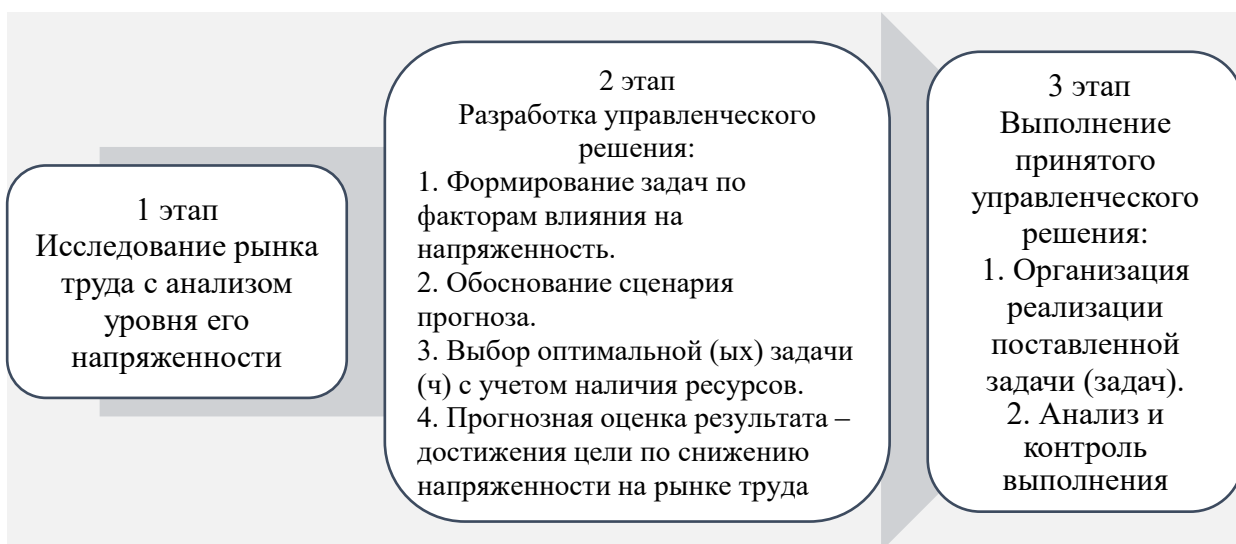 1 этап
Исследование рынка
труда с анализом
уровня его
напряженности
2 этап
Разработка управленческого
решения:
1. Формирование задач по
факторам влияния на
напряженность.
2. Обоснование сценария
прогноза.
3. Выбор оптимальной (ых) задачи
(ч) с учетом наличия ресурсов.
4. Прогнозная оценка результата –
достижения цели по снижению
напряженности на рынке труда
3 этап
Выполнение
принятого
управленческого
решения:
1. Организация
реализации
поставленной
задачи (задач).
2. Анализ и
контроль
выполнения